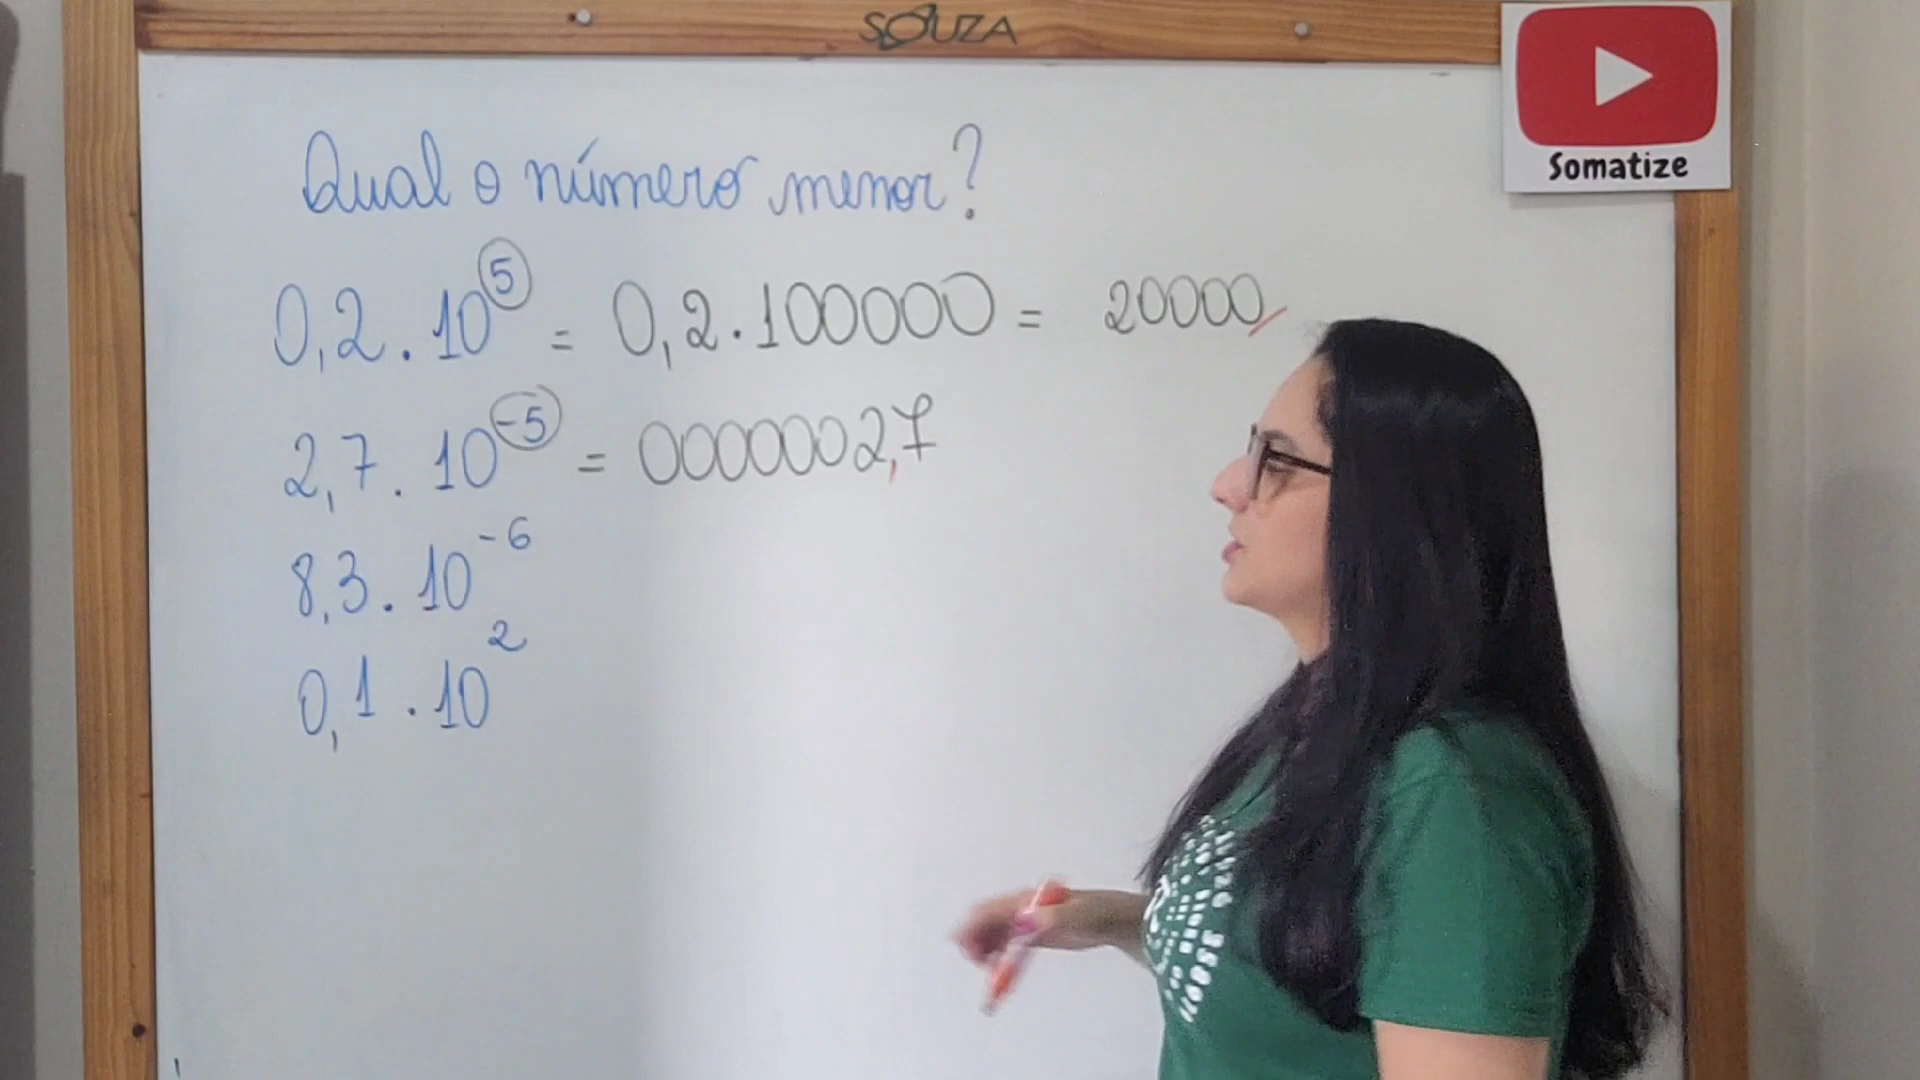 SOUZA
Somatize
Qual o número menor?
0,2 . 10⁵ = 0,2 . 100000 = 20000
2,7 . 10⁻⁵ = 0000002,7
8,3 . 10⁻⁶
0,1 . 10²